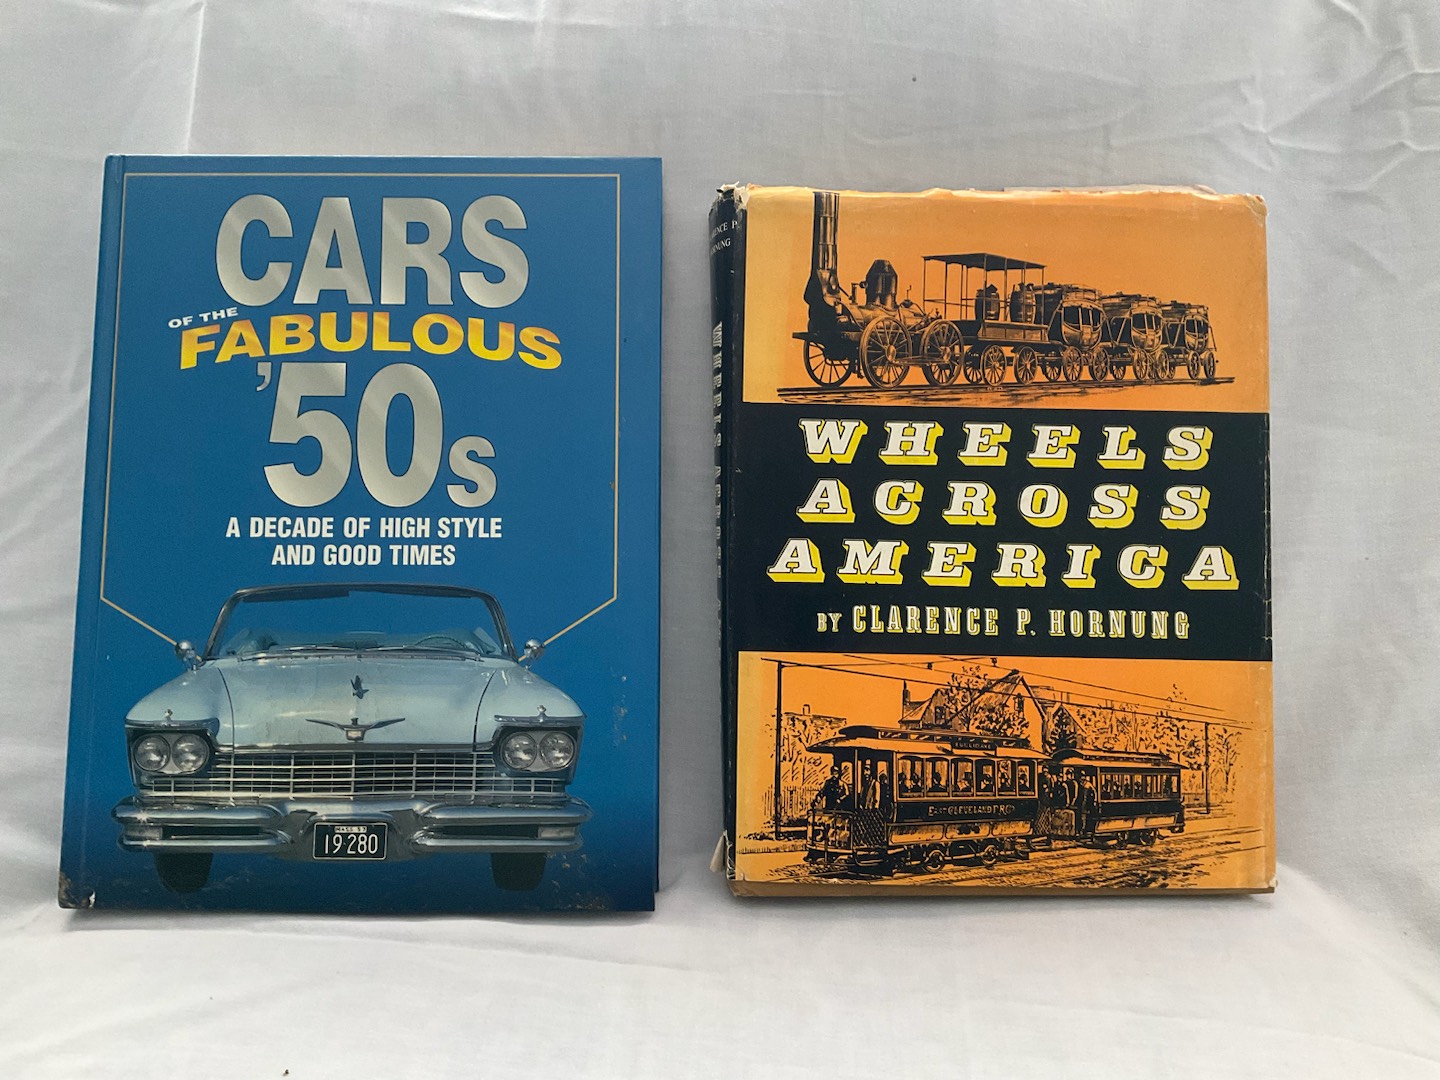 CARS
OF THE
FABULOUS
'50s
A DECADE OF HIGH STYLE
AND GOOD TIMES
19·280
WHEELS
ACROSS
AMERICA
BY CLARENCE P. HORNUNG